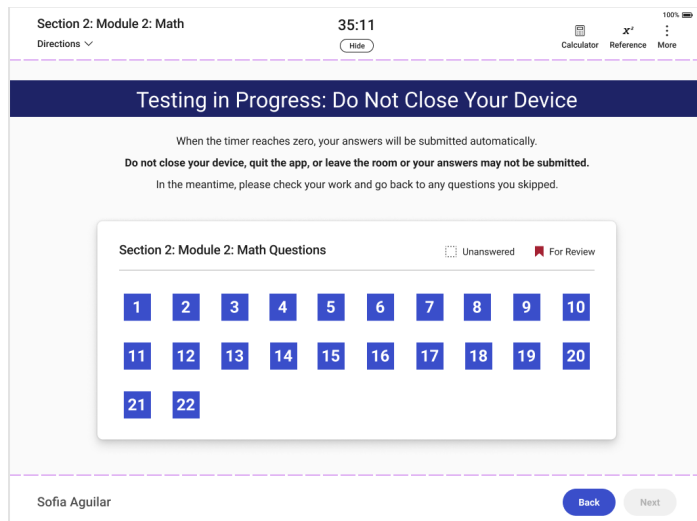 Section 2: Module 2: Math
Directions
35:11
Hide
100%
Calculator
x²
Reference
More
Testing in Progress: Do Not Close Your Device
When the timer reaches zero, your answers will be submitted automatically.
Do not close your device, quit the app, or leave the room or your answers may not be submitted.
In the meantime, please check your work and go back to any questions you skipped.
Section 2: Module 2: Math Questions
Unanswered
For Review
1 2 3 4 5 6 7 8 9 10
11 12 13 14 15 16 17 18 19 20
21 22
Sofia Aguilar
Back
Next